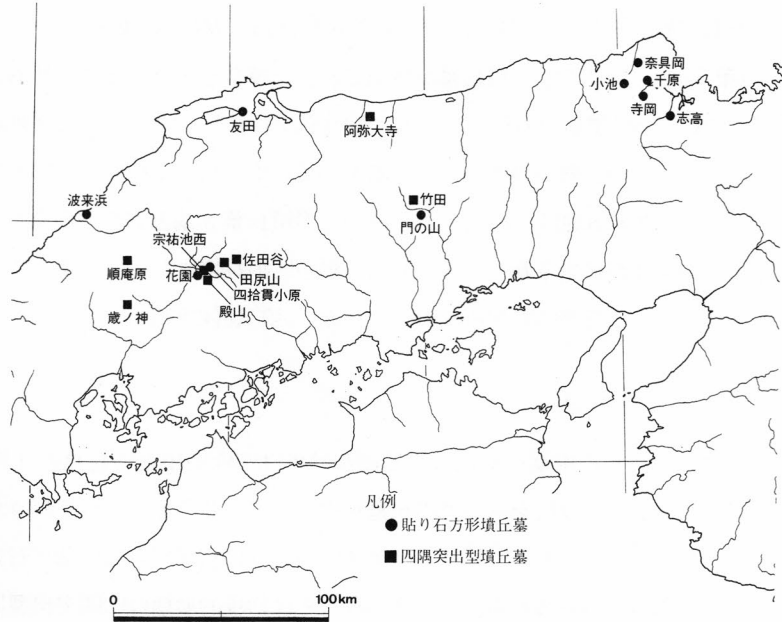 奈具岡
小池
千原
寺岡
志高
友田
阿弥大寺
波来浜
竹田
門の山
宗祐池西
佐田谷
順庵原
花園
田尻山
四拾貫小原
殿山
歳ノ神
凡例
●貼り石方形墳丘墓
■四隅突出型墳丘墓
0 100km